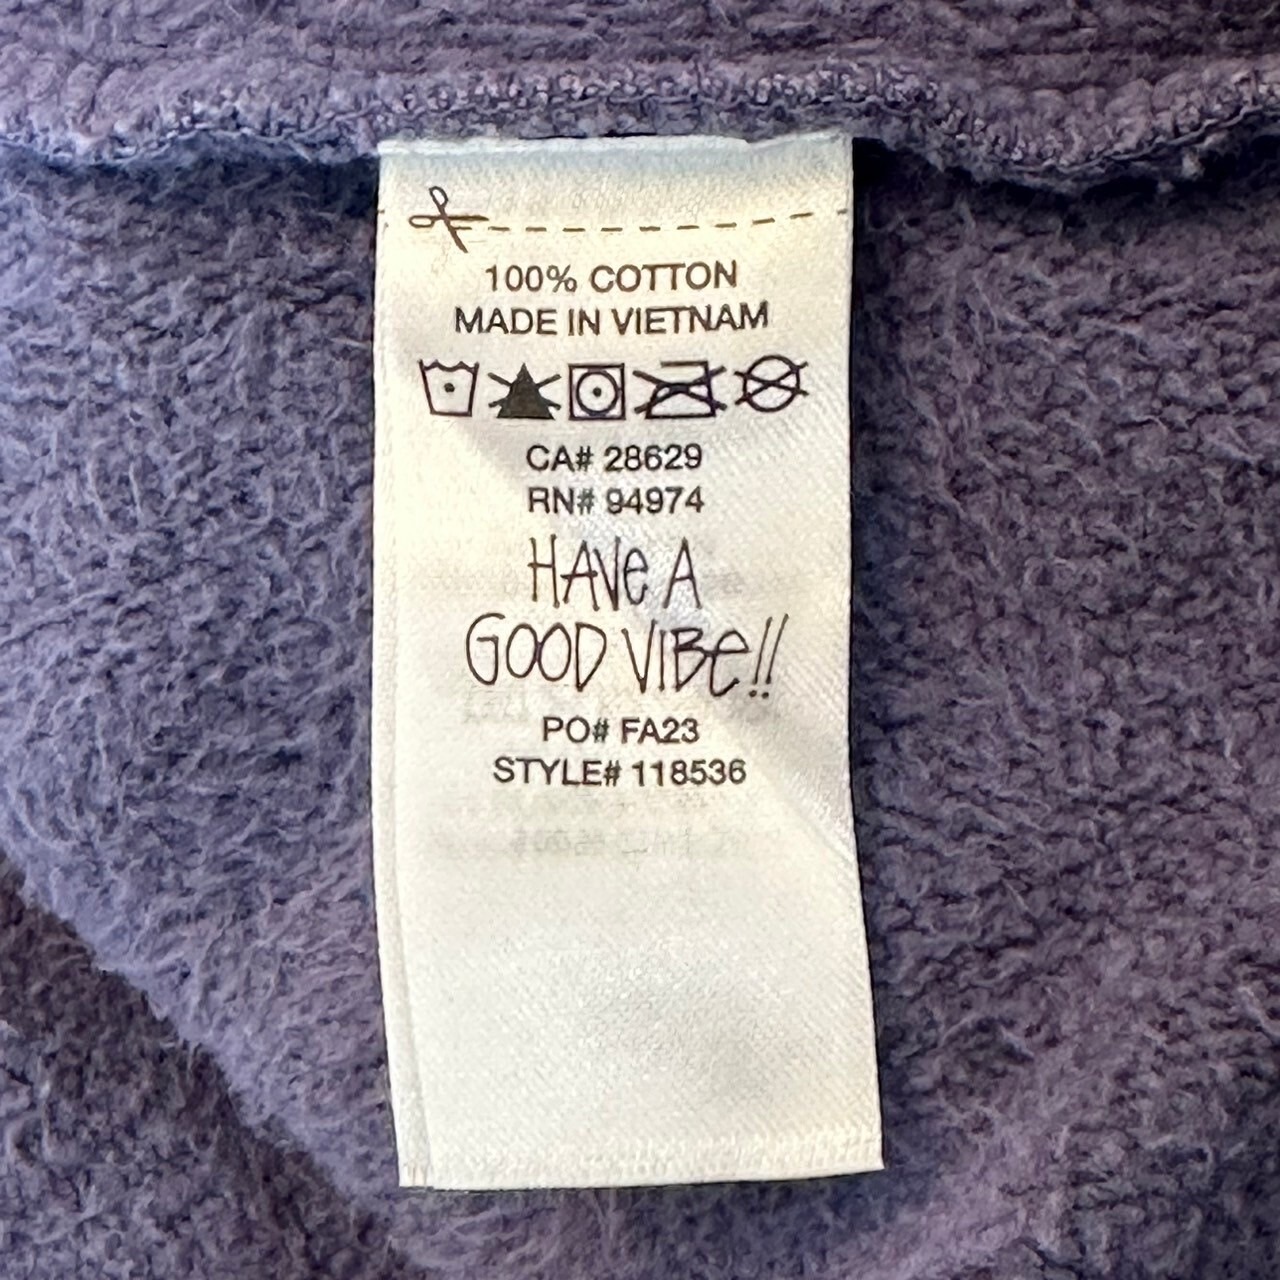 100% COTTON
MADE IN VIETNAM
CA# 28629
RN# 94974
HAVe A
GOOD VIBe!!
PO# FA23
STYLE# 118536